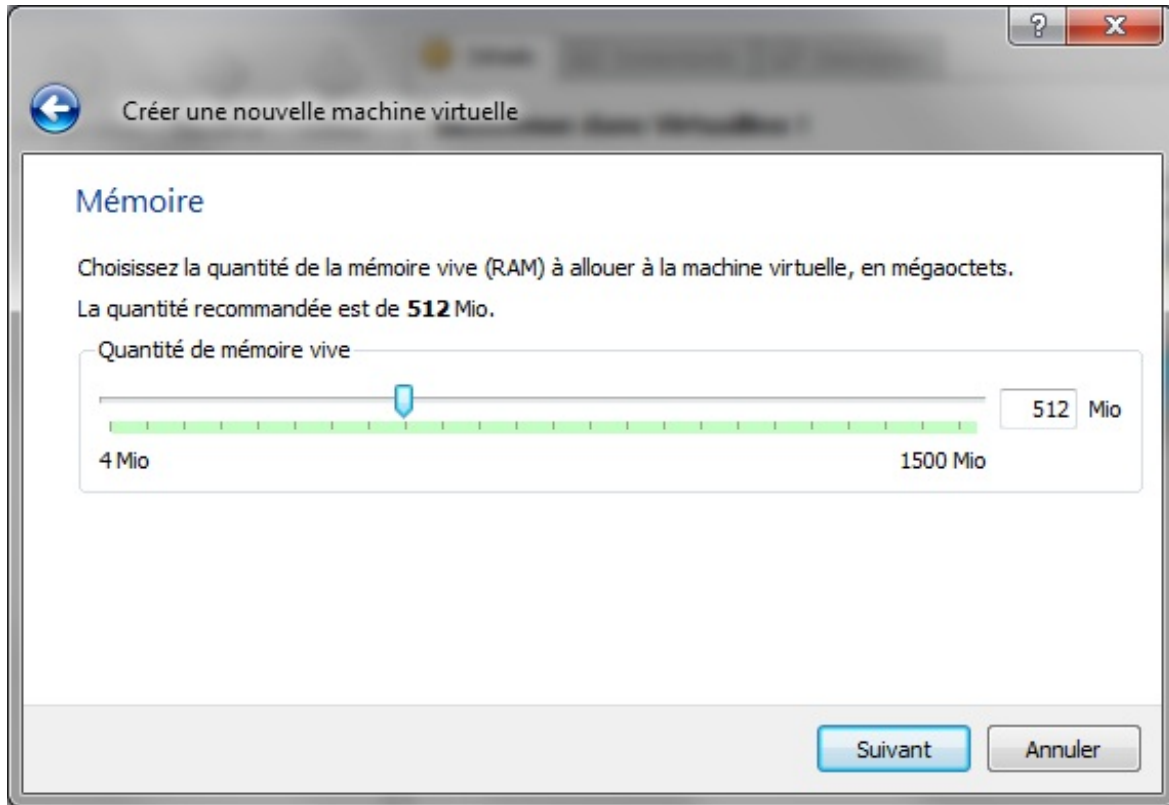 Créer une nouvelle machine virtuelle
Mémoire
Choisissez la quantité de la mémoire vive (RAM) à allouer à la machine virtuelle, en mégaoctets.
La quantité recommandée est de 512 Mio.
Quantité de mémoire vive
512 Mio
4 Mio 1500 Mio
Suivant Annuler